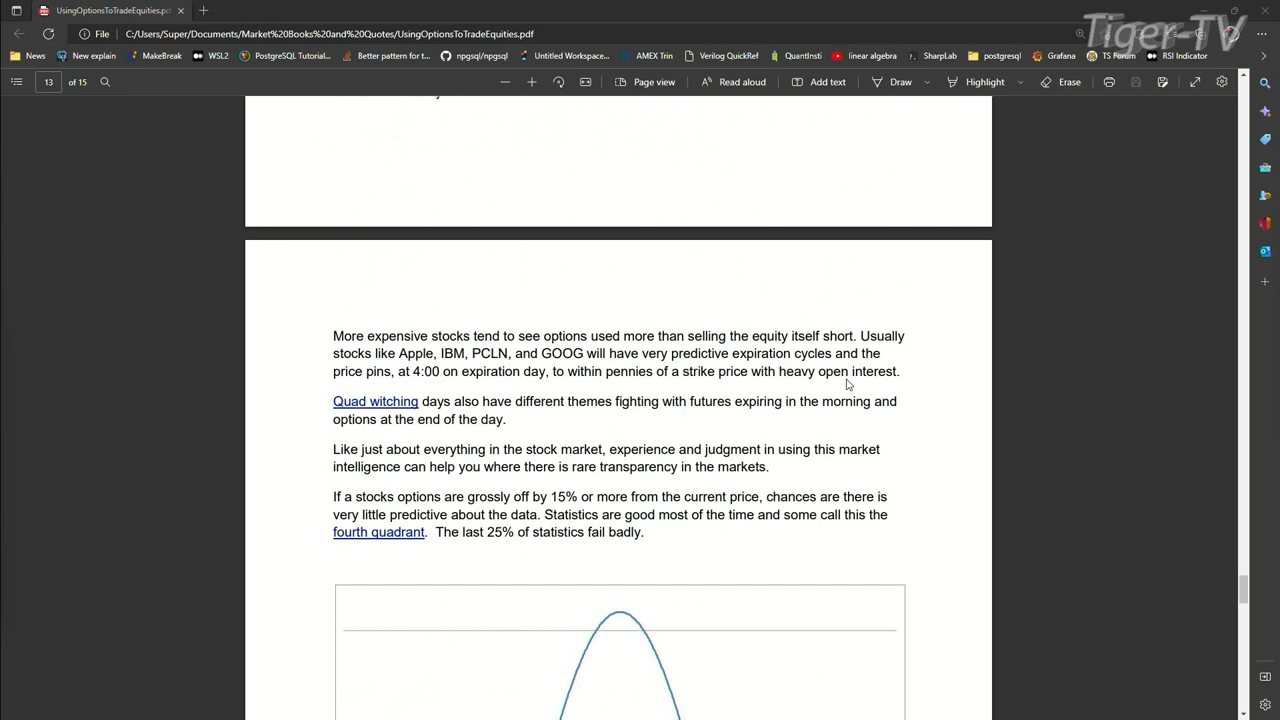 UsingOptionsToTradeEquities.pd
Tiger-TV
File C:/Users/Super/Documents/Market%20Books%20and%20Quotes/UsingOptionsToTradeEquities.pdf
News New explain MakeBreak WSL2 PostgreSQL Tutorial... Better pattern for t... npgsql/npgsql Untitled Workspace... AMEX Trin Verilog QuickRef QuantInsti linear algebra SharpLab postgresql Grafana TS Forum RSI Indicator
13 of 15 Page view Read aloud Add text Draw Highlight Erase
More expensive stocks tend to see options used more than selling the equity itself short. Usually
stocks like Apple, IBM, PCLN, and GOOG will have very predictive expiration cycles and the
price pins, at 4:00 on expiration day, to within pennies of a strike price with heavy open interest.
Quad witching days also have different themes fighting with futures expiring in the morning and
options at the end of the day.
Like just about everything in the stock market, experience and judgment in using this market
intelligence can help you where there is rare transparency in the markets.
If a stocks options are grossly off by 15% or more from the current price, chances are there is
very little predictive about the data. Statistics are good most of the time and some call this the
fourth quadrant. The last 25% of statistics fail badly.